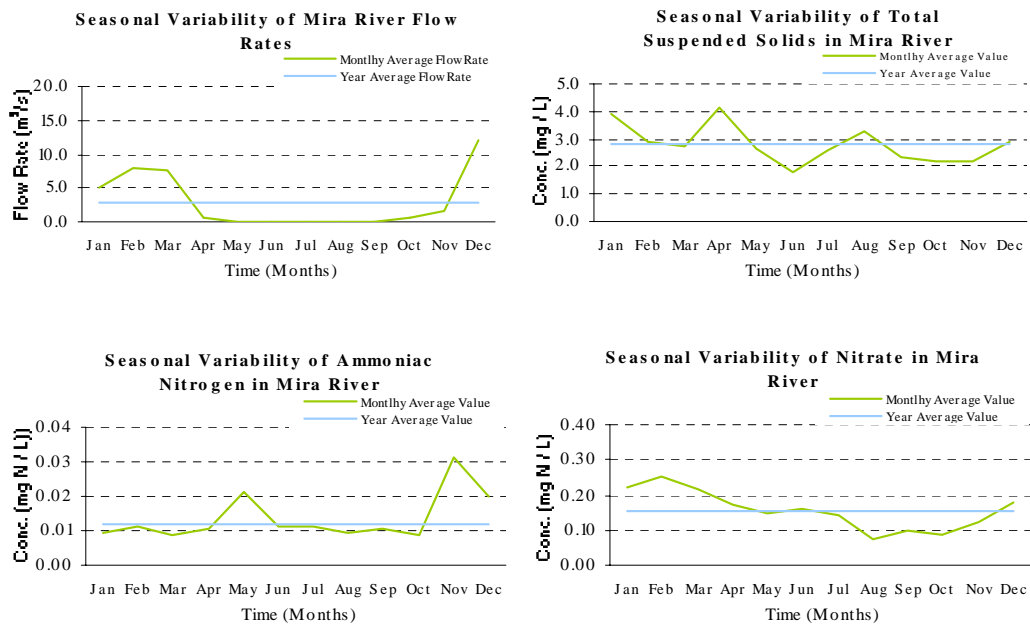 Seasonal Variability of Mira River Flow
Rates
Montlhy Average Flow Rate
Year Average Flow Rate
20.0
15.0
10.0
5.0
0.0
Flow Rate (m³/s)
Jan Feb Mar Apr May Jun Jul Aug Sep Oct Nov Dec
Time (Months)
Seasonal Variability of Total
Suspended Solids in Mira River
Montlhy Average Value
Year Average Value
5.0
4.0
3.0
2.0
1.0
0.0
Conc. (mg / L)
Jan Feb Mar Apr May Jun Jul Aug Sep Oct Nov Dec
Time (Months)
Seasonal Variability of Ammoniac
Nitrogen in Mira River
Montlhy Average Value
Year Average Value
0.04
0.03
0.02
0.01
0.00
Conc. (mg N / L))
Jan Feb Mar Apr May Jun Jul Aug Sep Oct Nov Dec
Time (Months)
Seasonal Variability of Nitrate in Mira
River
Montlhy Average Value
Year Average Value
0.40
0.30
0.20
0.10
0.00
Conc. (mg N / L)
Jan Feb Mar Apr May Jun Jul Aug Sep Oct Nov Dec
Time (Months)